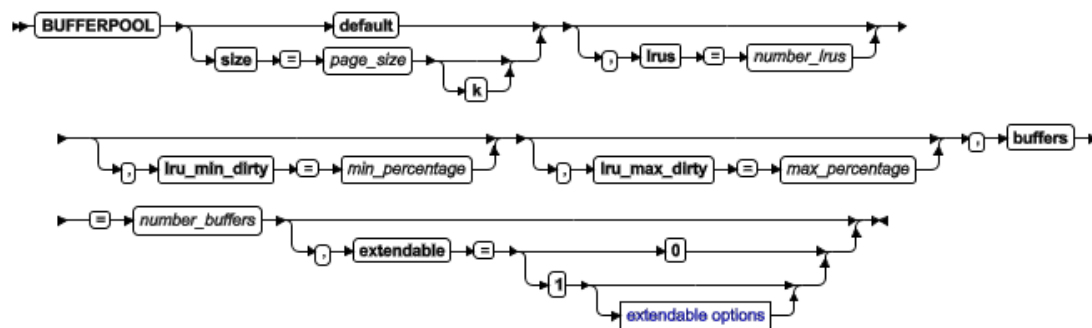 BUFFERPOOL default , lrus = number_lrus
size = page_size k
, lru_min_dirty = min_percentage , lru_max_dirty = max_percentage , buffers
= number_buffers , extendable = 0
1
extendable options